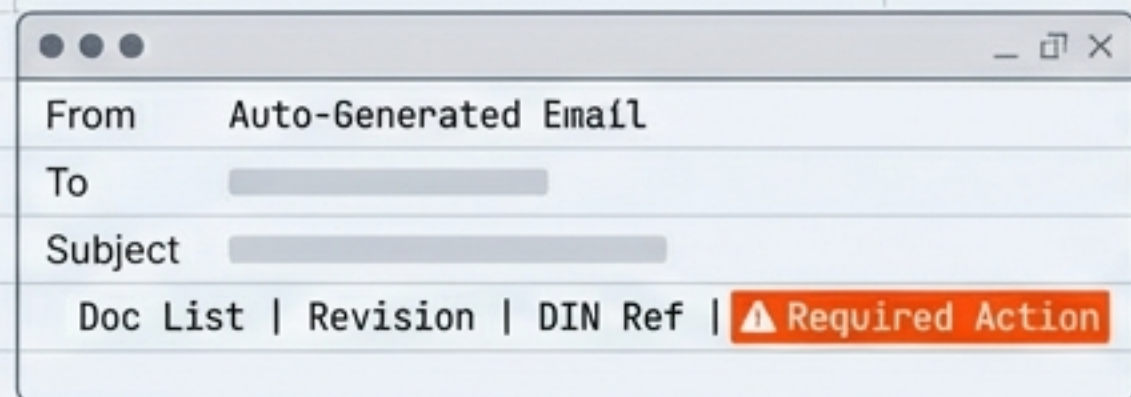 From Auto-Generated Email
To
Subject
Doc List | Revision | DIN Ref | Required Action